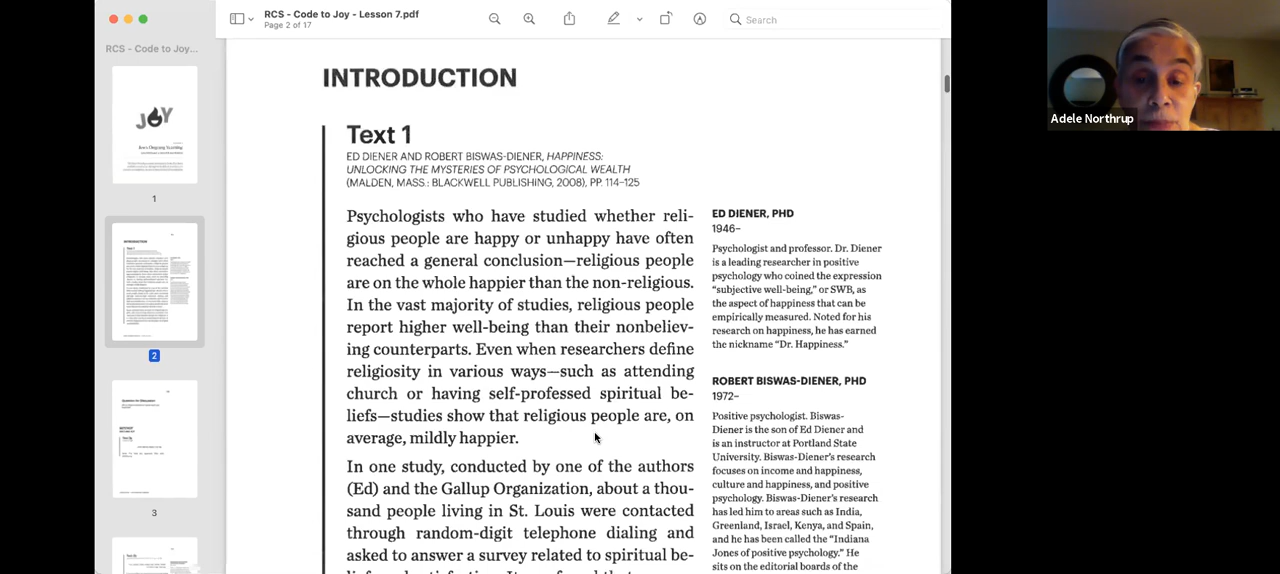 RCS - Code to Joy - Lesson 7.pdf
Page 2 of 17
Search
RCS - Code to Joy...
JOY
1
2
3
INTRODUCTION
Text 1
ED DIENER AND ROBERT BISWAS-DIENER, HAPPINESS:
UNLOCKING THE MYSTERIES OF PSYCHOLOGICAL WEALTH
(MALDEN, MASS.: BLACKWELL PUBLISHING, 2008), PP. 114–125
Psychologists who have studied whether reli-
gious people are happy or unhappy have often
reached a general conclusion—religious people
are on the whole happier than the non-religious.
In the vast majority of studies, religious people
report higher well-being than their nonbeliev-
ing counterparts. Even when researchers define
religiosity in various ways—such as attending
church or having self-professed spiritual be-
liefs—studies show that religious people are, on
average, mildly happier.
In one study, conducted by one of the authors
(Ed) and the Gallup Organization, about a thou-
sand people living in St. Louis were contacted
through random-digit telephone dialing and
asked to answer a survey related to spiritual be-
ED DIENER, PHD
1946–
Psychologist and professor. Dr. Diener
is a leading researcher in positive
psychology who coined the expression
“subjective well-being,” or SWB, as
the aspect of happiness that can be
empirically measured. Noted for his
research on happiness, he has earned
the nickname “Dr. Happiness.”
ROBERT BISWAS-DIENER, PHD
1972–
Positive psychologist. Biswas-
Diener is the son of Ed Diener and
is an instructor at Portland State
University. Biswas-Diener’s research
focuses on income and happiness,
culture and happiness, and positive
psychology. Biswas-Diener’s research
has led him to areas such as India,
Greenland, Israel, Kenya, and Spain,
and he has been called the “Indiana
Jones of positive psychology.” He
sits on the editorial boards of the
Adele Northrup